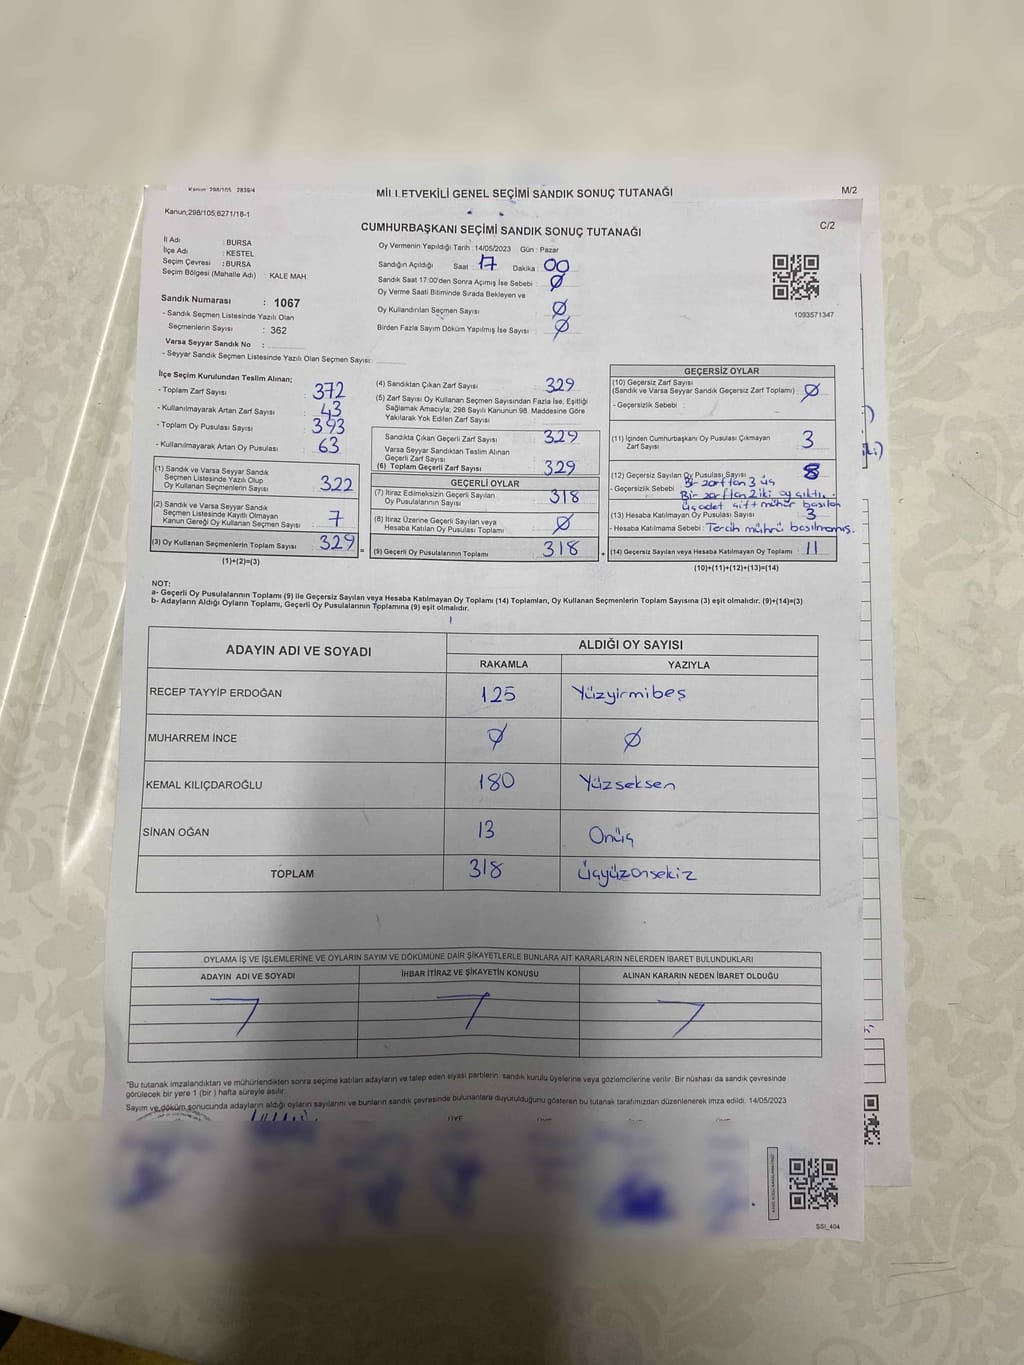 MİLLETVEKİLİ GENEL SEÇİMİ SANDIK SONUÇ TUTANAĞI
M/2
Kanun;298/105,6271/18-1
CUMHURBAŞKANI SEÇİMİ SANDIK SONUÇ TUTANAĞI
C/2
İl Adı : BURSA
İlçe Adı : KESTEL
Seçim Çevresi : BURSA
Seçim Bölgesi (Mahalle Adı) : KALE MAH.
Sandık Numarası : 1067
- Sandık Seçmen Listesinde Yazılı Olan
Seçmenlerin Sayısı : 362
Varsa Seyyar Sandık No :
- Seyyar Sandık Seçmen Listesinde Yazılı Olan Seçmen Sayısı:
Oy Vermenin Yapıldığı Tarih : 14/05/2023 Gün : Pazar
Sandığın Açıldığı Saat : 17 Dakika : 00
Sandık Saat 17:00'den Sonra Açımış İse Sebebi : Ø
Oy Verme Saati Bitiminde Sırada Bekleyen ve
Oy Kullandırılan Seçmen Sayısı : Ø
Birden Fazla Sayım Döküm Yapılmış İse Sayısı : Ø
1093571347
İlçe Seçim Kurulundan Teslim Alınan;
- Toplam Zarf Sayısı : 372
- Kullanılmayarak Artan Zarf Sayısı : 43
- Toplam Oy Pusulası Sayısı : 393
- Kullanılmayarak Artan Oy Pusulası : 63
(1) Sandık ve Varsa Seyyar Sandık
Seçmen Listesinde Yazılı Olup
Oy Kullanan Seçmenlerin Sayısı 322
(2) Sandık ve Varsa Seyyar Sandık
Seçmen Listesinde Kayıtlı Olmayan
Kanun Gereği Oy Kullanan Seçmen Sayısı 7
(3) Oy Kullanan Seçmenlerin Toplam Sayısı 329
(1)+(2)=(3)
(4) Sandıktan Çıkan Zarf Sayısı : 329
(5) Zarf Sayısı Oy Kullanan Seçmen Sayısından Fazla İse, Eşitliği
Sağlamak Amacıyla; 298 Sayılı Kanunun 98. Maddesine Göre
Yakılarak Yok Edilen Zarf Sayısı :
Sandıkta Çıkan Geçerli Zarf Sayısı : 329
Varsa Seyyar Sandıktan Teslim Alınan
Geçerli Zarf Sayısı :
(6) Toplam Geçerli Zarf Sayısı : 329
GEÇERLİ OYLAR
(7) İtiraz Edilmeksizin Geçerli Sayılan
Oy Pusulalarının Sayısı : 318
(8) İtiraz Üzerine Geçerli Sayılan veya
Hesaba Katılan Oy Pusulası Toplamı : Ø
(9) Geçerli Oy Pusulalarının Toplamı : 318
GEÇERSİZ OYLAR
(10) Geçersiz Zarf Sayısı
(Sandık ve Varsa Seyyar Sandık Geçersiz Zarf Toplamı) : Ø
- Geçersizlik Sebebi :
(11) İçinden Cumhurbaşkanı Oy Pusulası Çıkmayan
Zarf Sayısı 3
(12) Geçersiz Sayılan Oy Pusulası Sayısı : 8
- Geçersizlik Sebebi : Bir zarftan 3 üç
Bir zarftan 2 iki oy çıktı.
Üç adet çift mühür basılan
(13) Hesaba Katılmayan Oy Pusulası Sayısı : 3
- Hesaba Katılmama Sebebi : Tercih mührü basılmamış.
(14) Geçersiz Sayılan veya Hesaba Katılmayan Oy Toplamı : 11
(10)+(11)+(12)+(13)=(14)
NOT:
a- Geçerli Oy Pusulalarının Toplamı (9) ile Geçersiz Sayılan veya Hesaba Katılmayan Oy Toplamı (14) Toplamları, Oy Kullanan Seçmenlerin Toplam Sayısına (3) eşit olmalıdır. (9)+(14)=(3)
b- Adayların Aldığı Oyların Toplamı, Geçerli Oy Pusulalarının Toplamına (9) eşit olmalıdır.
ADAYIN ADI VE SOYADI
ALDIĞI OY SAYISI
RAKAMLA YAZIYLA
RECEP TAYYİP ERDOĞAN 125 Yüzyirmibeş
MUHARREM İNCE Ø Ø
KEMAL KILIÇDAROĞLU 180 Yüzseksen
SİNAN OĞAN 13 Onüç
TOPLAM 318 Üçyüzonsekiz
OYLAMA İŞ VE İŞLEMLERİNE VE OYLARIN SAYIM VE DÖKÜMÜNE DAİR ŞİKAYETLERLE BUNLARA AİT KARARLARIN NELERDEN İBARET BULUNDUKLARI
ADAYIN ADI VE SOYADI İHBAR İTİRAZ VE ŞİKAYETİN KONUSU ALINAN KARARIN NEDEN İBARET OLDUĞU
"Bu tutanak imzalandıktan ve mühürlendikten sonra seçime katılan adayların ve talep eden siyasi partilerin sandık kurulu üyelerine veya gözlemcilerine verilir. Bir nüshası da sandık çevresinde
görülecek bir yere 1 (bir) hafta süreyle asılır.
Sayım ve döküm sonucunda adayların aldığı oyların sayılarını ve bunların sandık çevresinde bulunanlara duyurulduğunu gösteren bu tutanak tarafımızdan düzenlenerek imza edildi. 14/05/2023
SSI_404